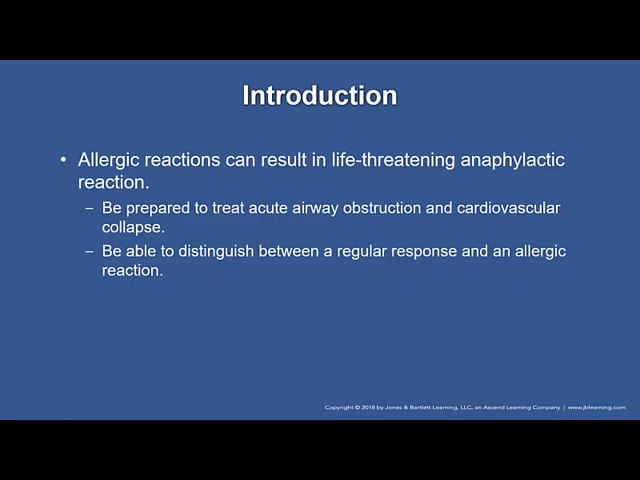 Introduction
• Allergic reactions can result in life-threatening anaphylactic
reaction.
– Be prepared to treat acute airway obstruction and cardiovascular
collapse.
– Be able to distinguish between a regular response and an allergic
reaction.
Copyright © 2018 by Jones & Bartlett Learning, LLC, an Ascend Learning Company | www.jblearning.com